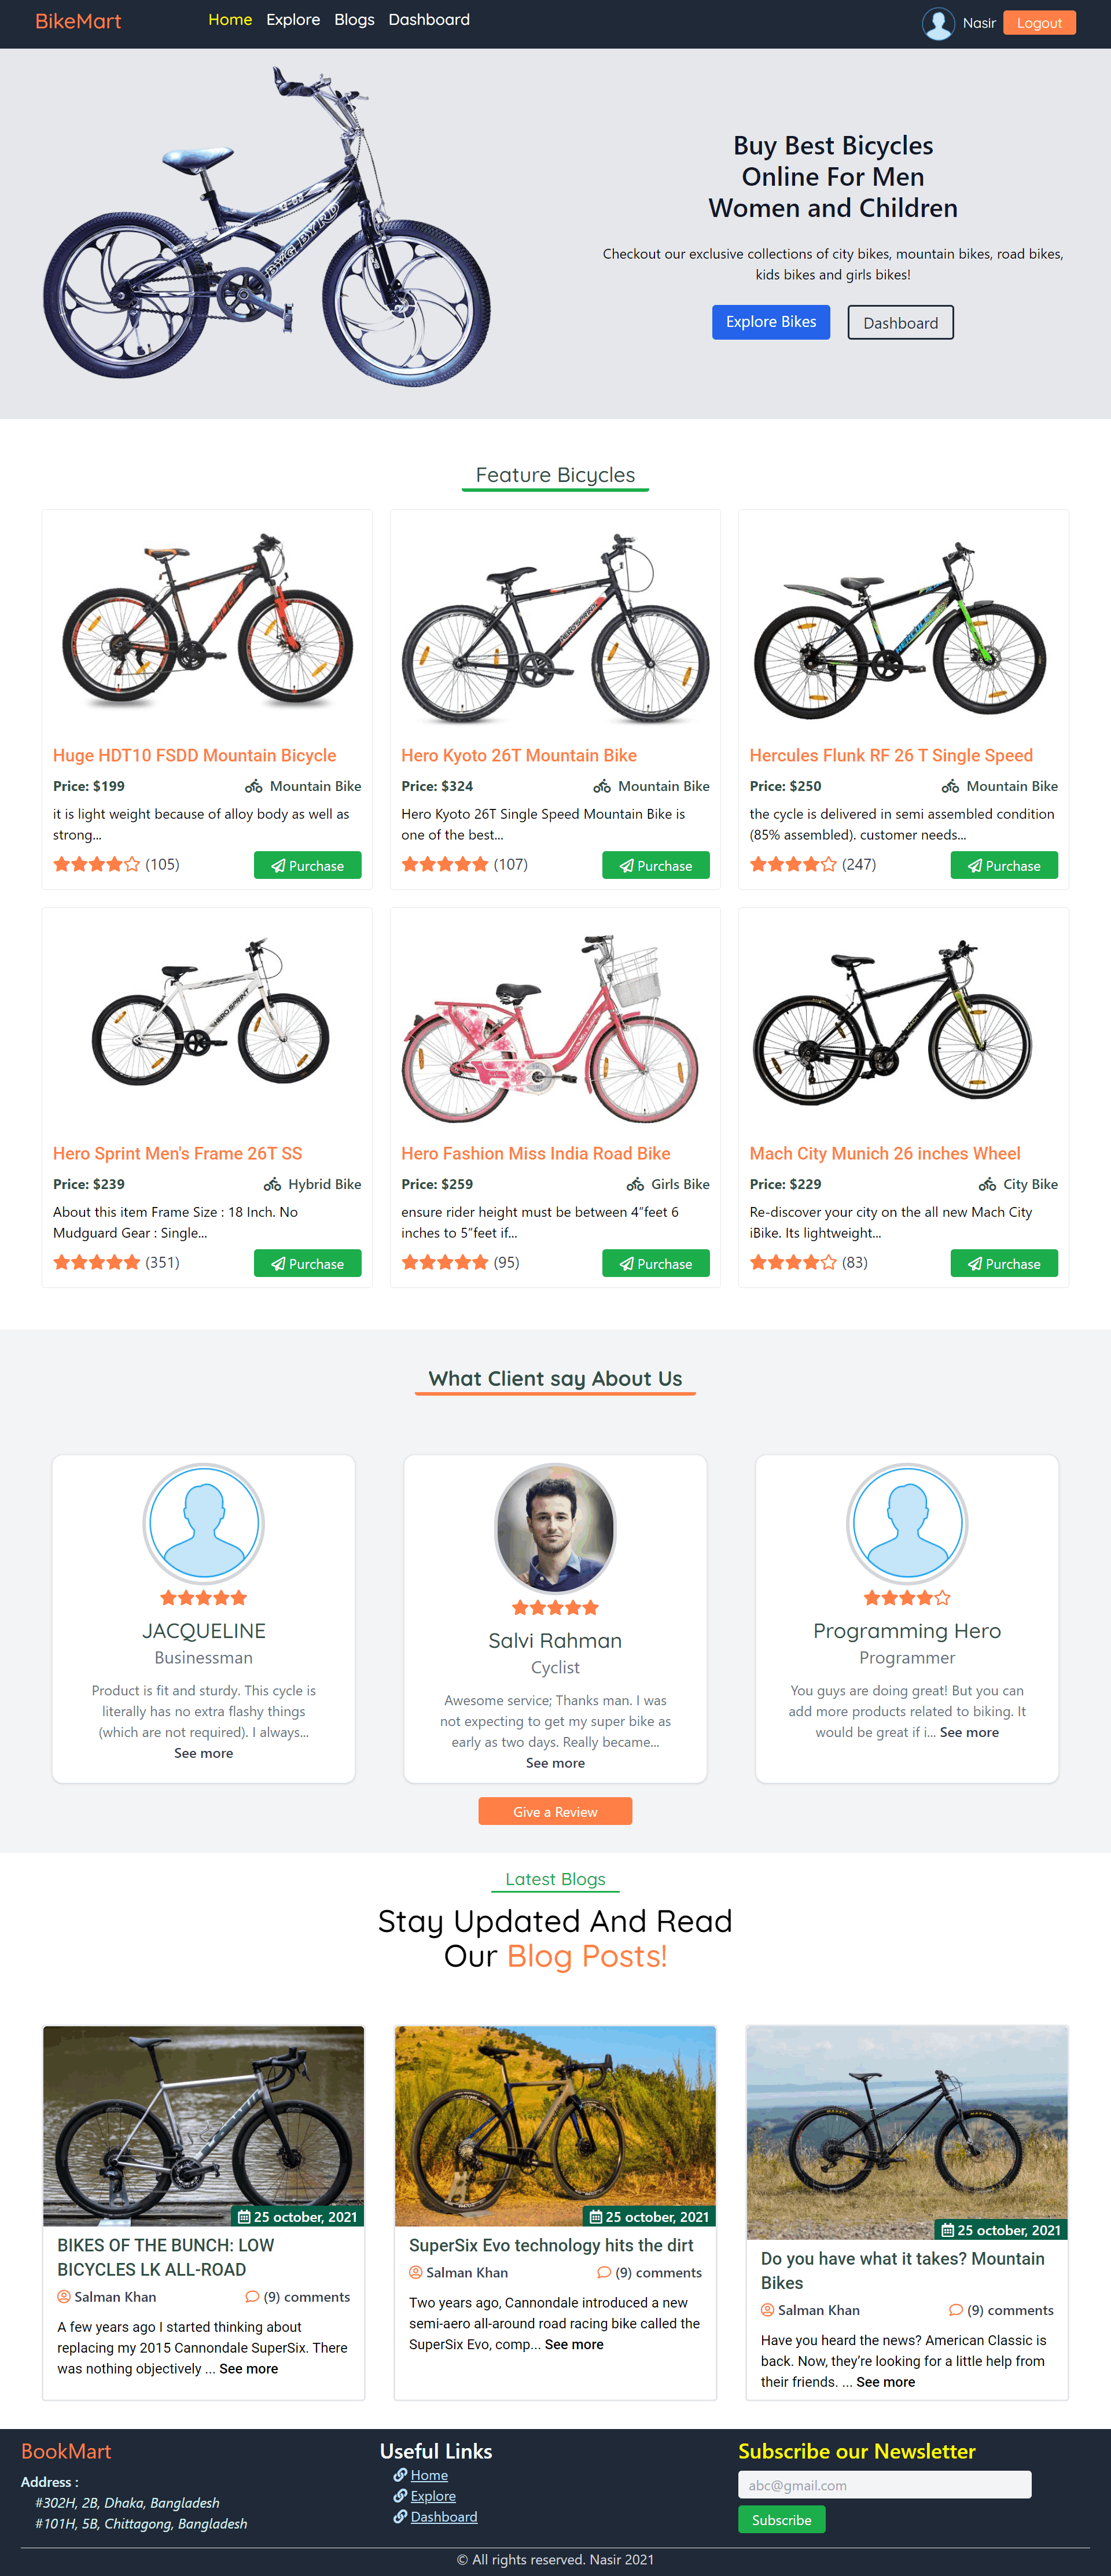 BikeMart
Home Explore Blogs Dashboard
Nasir Logout
BYG BYRD
Buy Best Bicycles
Online For Men
Women and Children
Checkout our exclusive collections of city bikes, mountain bikes, road bikes,
kids bikes and girls bikes!
Explore Bikes Dashboard
Feature Bicycles
Huge HDT10 FSDD Mountain Bicycle
Price: $199 Mountain Bike
it is light weight because of alloy body as well as
strong...
(105) Purchase
Hero Kyoto 26T Mountain Bike
Price: $324 Mountain Bike
Hero Kyoto 26T Single Speed Mountain Bike is
one of the best...
(107) Purchase
HERCULES
Hercules Flunk RF 26 T Single Speed
Price: $250 Mountain Bike
the cycle is delivered in semi assembled condition
(85% assembled). customer needs...
(247) Purchase
HERO SPRINT
Hero Sprint Men's Frame 26T SS
Price: $239 Hybrid Bike
About this item Frame Size : 18 Inch. No
Mudguard Gear : Single...
(351) Purchase
Hero Fashion Miss India Road Bike
Price: $259 Girls Bike
ensure rider height must be between 4″feet 6
inches to 5″feet if...
(95) Purchase
Mach City Munich 26 inches Wheel
Price: $229 City Bike
Re-discover your city on the all new Mach City
iBike. Its lightweight...
(83) Purchase
What Client say About Us
JACQUELINE
Businessman
Product is fit and sturdy. This cycle is
literally has no extra flashy things
(which are not required). I always...
See more
Salvi Rahman
Cyclist
Awesome service; Thanks man. I was
not expecting to get my super bike as
early as two days. Really became...
See more
Programming Hero
Programmer
You guys are doing great! But you can
add more products related to biking. It
would be great if i... See more
Give a Review
Latest Blogs
Stay Updated And Read
Our Blog Posts!
25 october, 2021
BIKES OF THE BUNCH: LOW
BICYCLES LK ALL-ROAD
Salman Khan (9) comments
A few years ago I started thinking about
replacing my 2015 Cannondale SuperSix. There
was nothing objectively ... See more
25 october, 2021
SuperSix Evo technology hits the dirt
Salman Khan (9) comments
Two years ago, Cannondale introduced a new
semi-aero all-around road racing bike called the
SuperSix Evo, comp... See more
25 october, 2021
Do you have what it takes? Mountain
Bikes
Salman Khan (9) comments
Have you heard the news? American Classic is
back. Now, they’re looking for a little help from
their friends. ... See more
BookMart
Address :
#302H, 2B, Dhaka, Bangladesh
#101H, 5B, Chittagong, Bangladesh
Useful Links
Home
Explore
Dashboard
Subscribe our Newsletter
abc@gmail.com
Subscribe
© All rights reserved. Nasir 2021